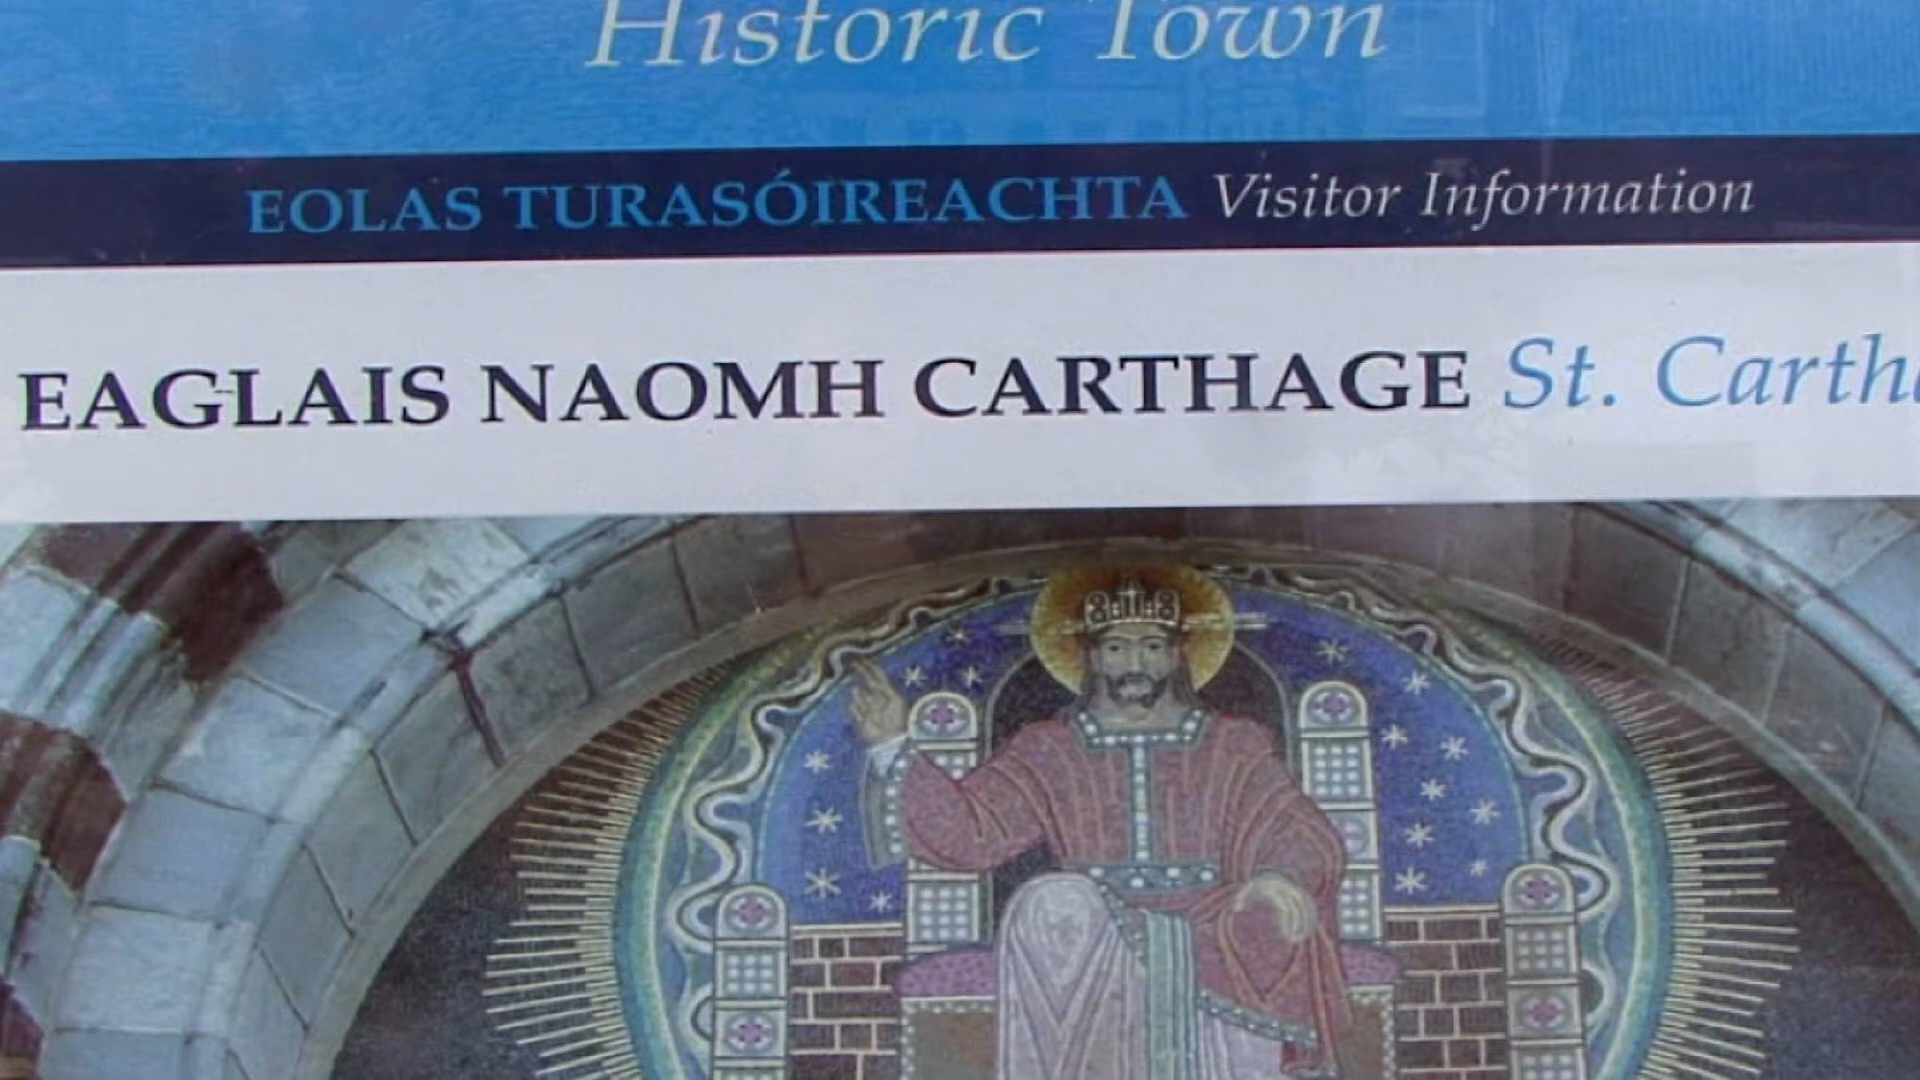 Historic Town
EOLAS TURASÓIREACHTA Visitor Information
EAGLAIS NAOMH CARTHAGE St.